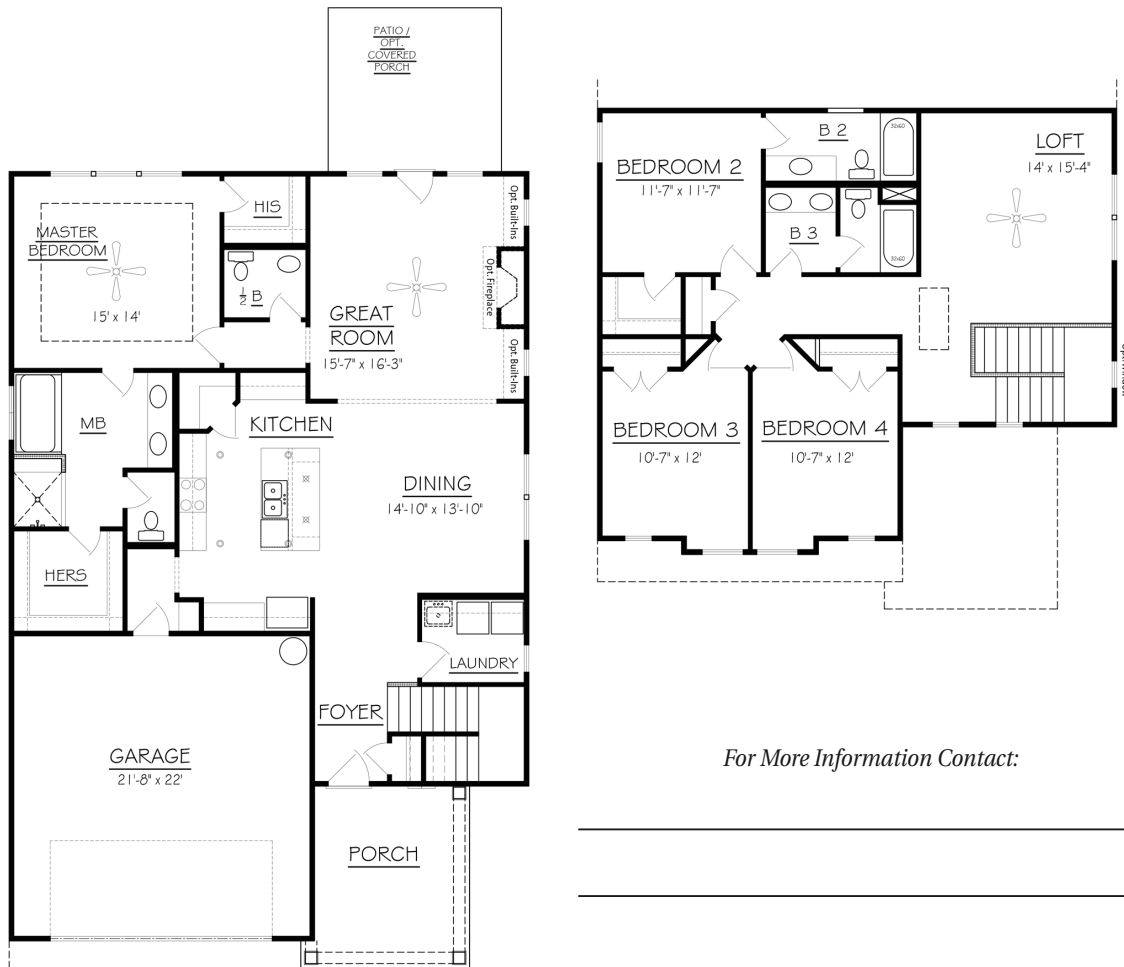 PATIO /
OPT.
COVERED
PORCH
MASTER
BEDROOM
15' x 14'
HIS
½ B
GREAT
ROOM
15'-7" x 16'-3"
Opt. Built-Ins
Opt. Fireplace
Opt. Built-Ins
MB
KITCHEN
DINING
14'-10" x 13'-10"
HERS
LAUNDRY
FOYER
GARAGE
21'-8" x 22'
PORCH
BEDROOM 2
11'-7" x 11'-7"
B 2
32x60
LOFT
14' x 15'-4"
B 3
32x60
BEDROOM 3
10'-7" x 12'
BEDROOM 4
10'-7" x 12'
For More Information Contact: